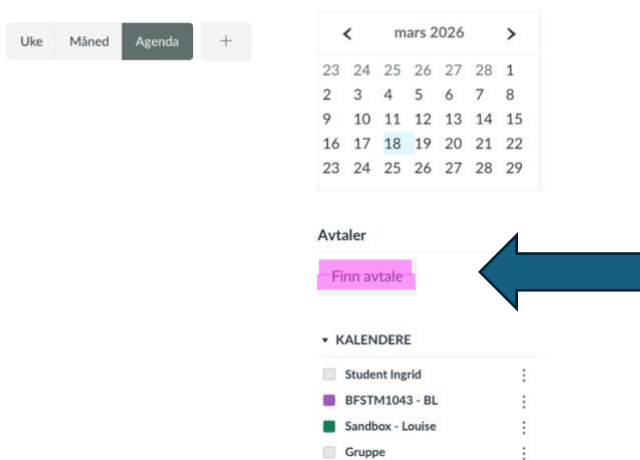 Uke Måned Agenda +
< mars 2026 >
23 24 25 26 27 28 1
2 3 4 5 6 7 8
9 10 11 12 13 14 15
16 17 18 19 20 21 22
23 24 25 26 27 28 29
Avtaler
Finn avtale
KALENDERE
Student Ingrid
BFSTM1043 - BL
Sandbox - Louise
Gruppe